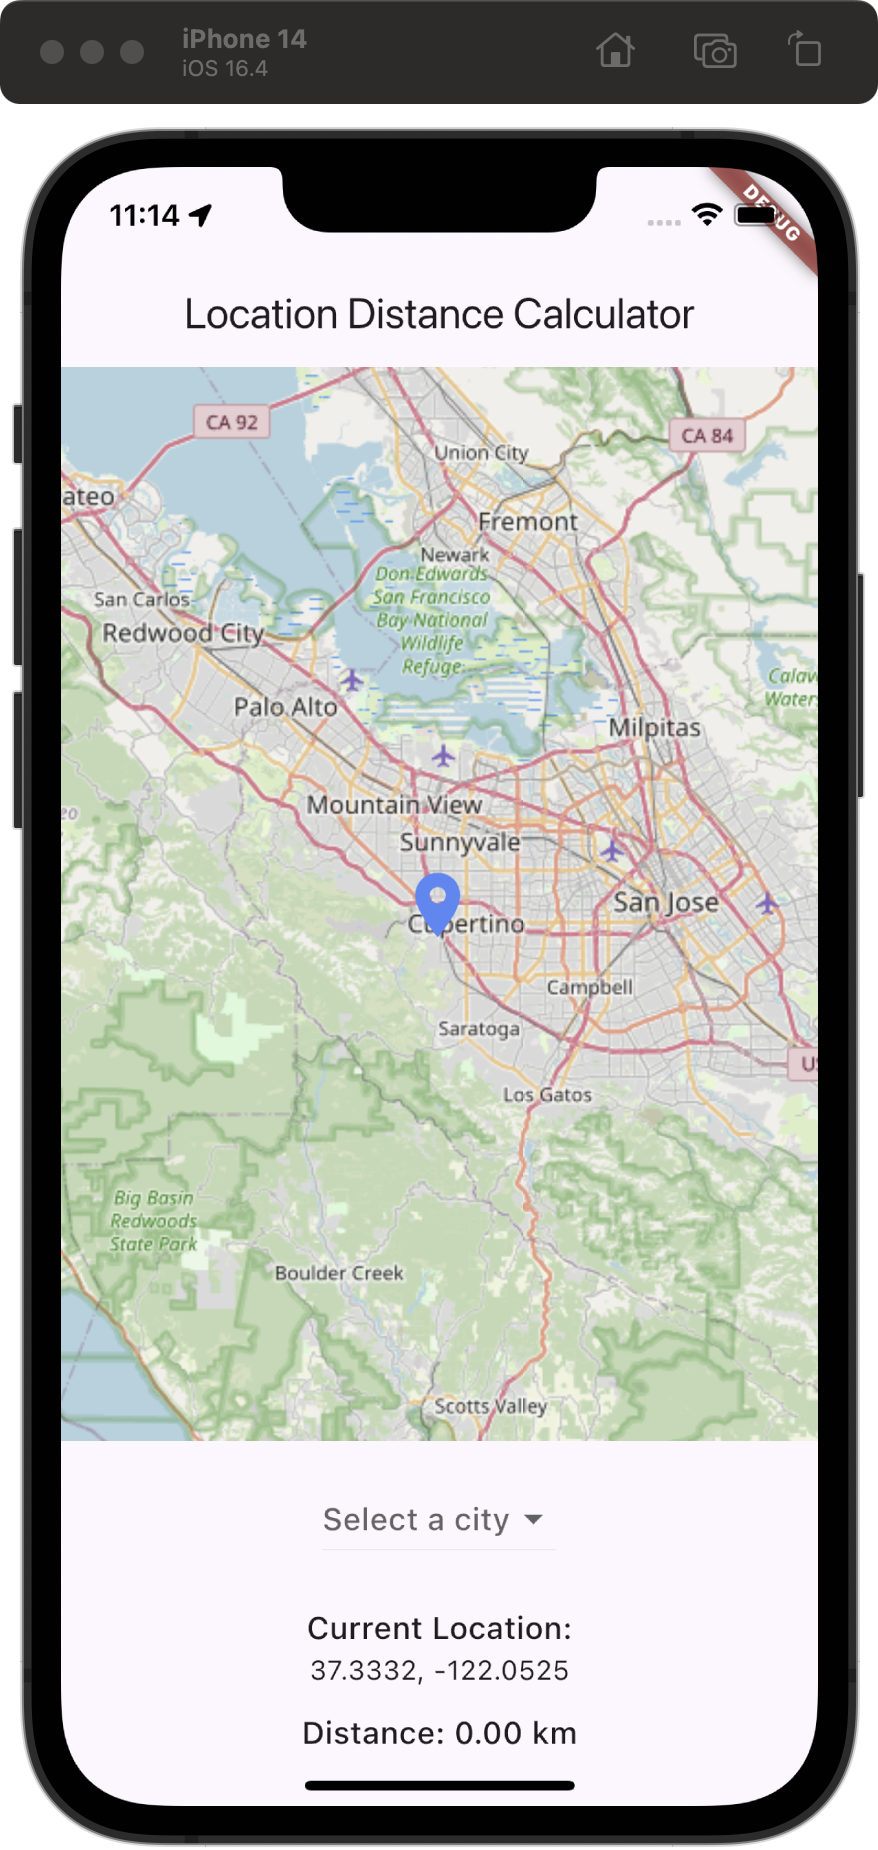 iPhone 14
iOS 16.4
11:14
DEBUG
Location Distance Calculator
CA 92
CA 84
Union City
ateo
Fremont
Newark
Don Edwards
San Francisco
Bay National
Wildlife
Refuge
San Carlos
Redwood City
Calav
Water
Palo Alto
Milpitas
Mountain View
eo
Sunnyvale
San Jose
Cupertino
Campbell
Saratoga
US
Los Gatos
Big Basin
Redwoods
State Park
Boulder Creek
Scotts Valley
Select a city
Current Location:
37.3332, -122.0525
Distance: 0.00 km